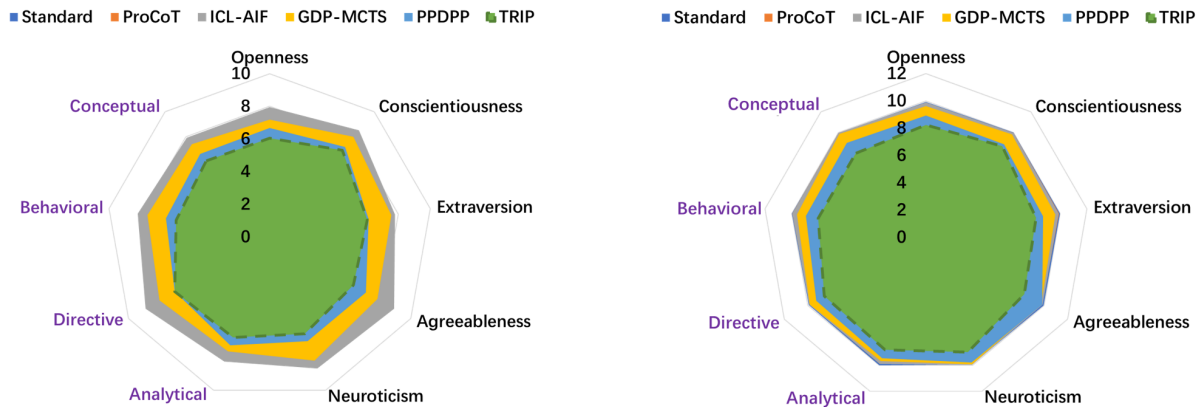 Standard ProCoT ICL-AIF GDP-MCTS PPDPP TRIP
Openness
10
Conceptual
Conscientiousness
8
6
4
2
Behavioral
Extraversion
0
Directive
Agreeableness
Analytical
Neuroticism
Standard ProCoT ICL-AIF GDP-MCTS PPDPP TRIP
Openness
12
Conceptual
Conscientiousness
10
8
6
4
2
Behavioral
Extraversion
0
Directive
Agreeableness
Analytical
Neuroticism